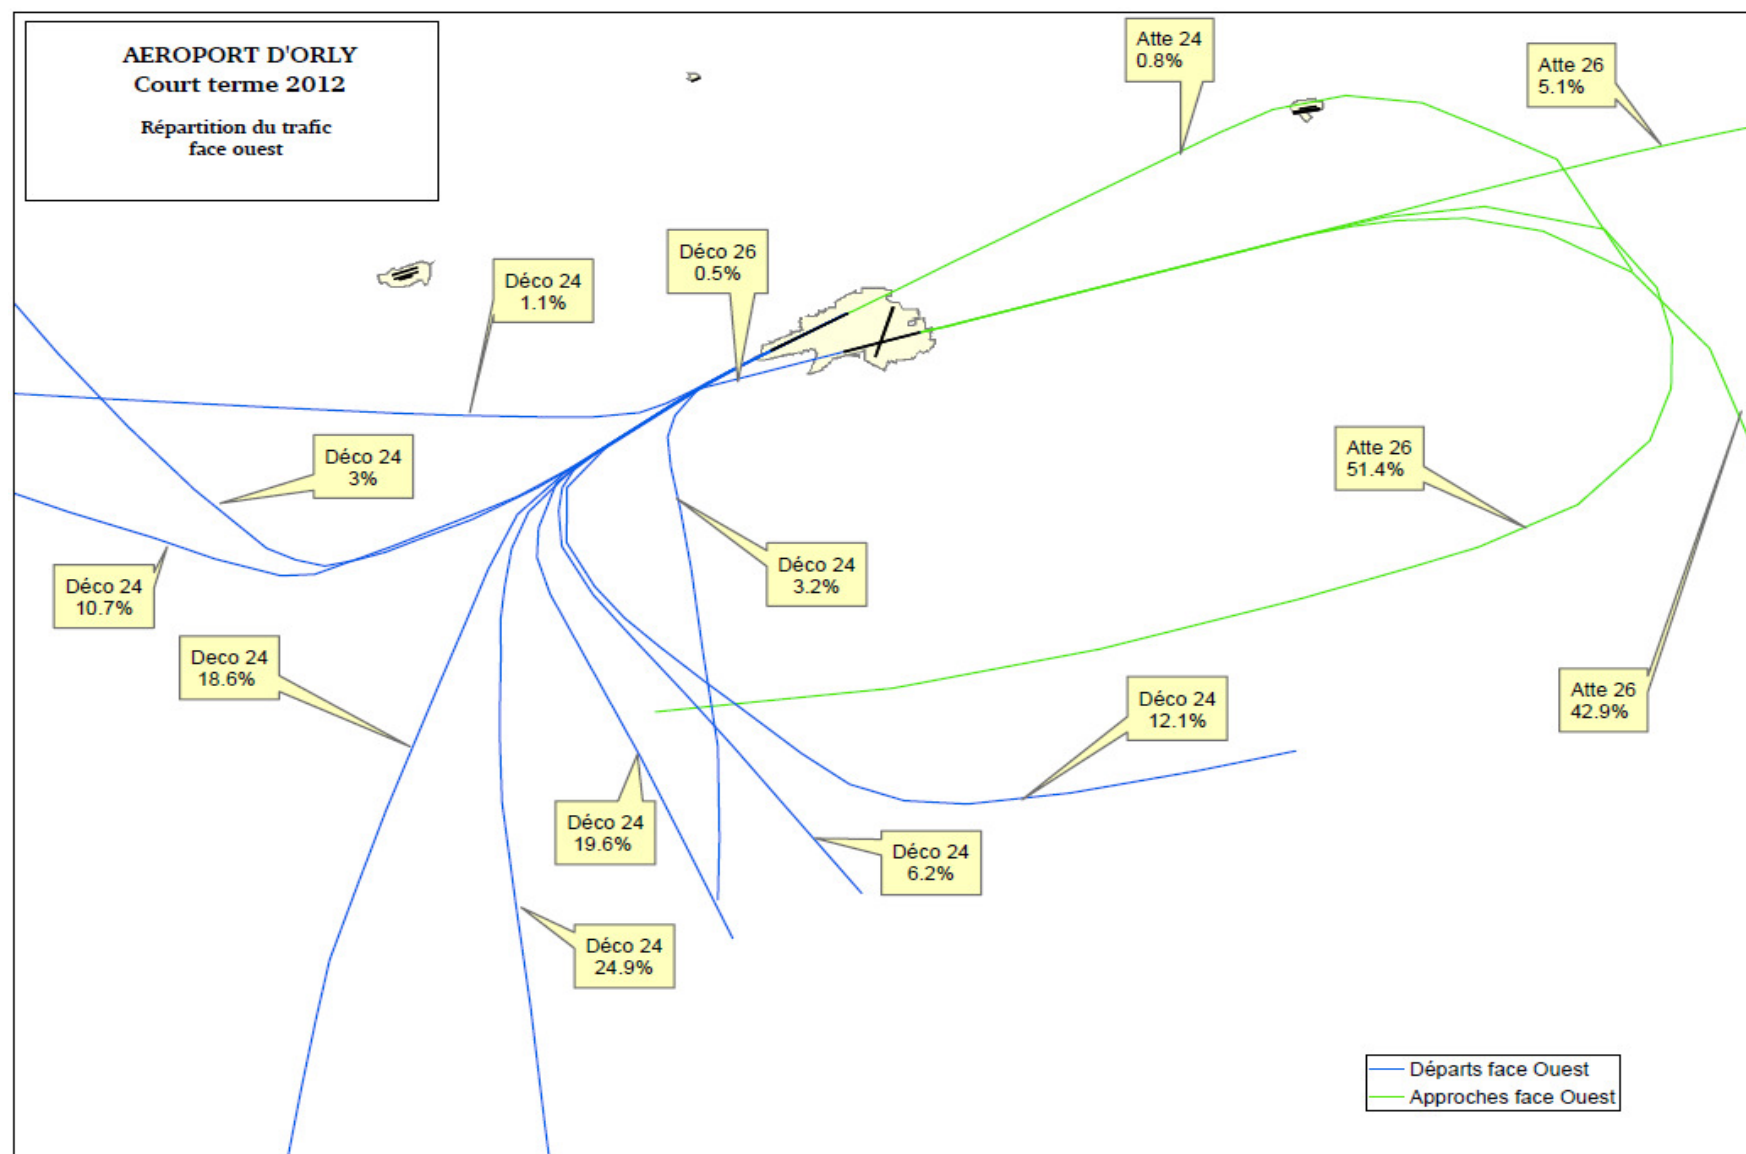 AEROPORT D'ORLY
Court terme 2012
Répartition du trafic
face ouest
Atte 24
0.8%
Atte 26
5.1%
Déco 26
0.5%
Déco 24
1.1%
Déco 24
3%
Atte 26
51.4%
Déco 24
3.2%
Déco 24
10.7%
Deco 24
18.6%
Atte 26
42.9%
Déco 24
12.1%
Déco 24
19.6%
Déco 24
6.2%
Déco 24
24.9%
Départs face Ouest
Approches face Ouest